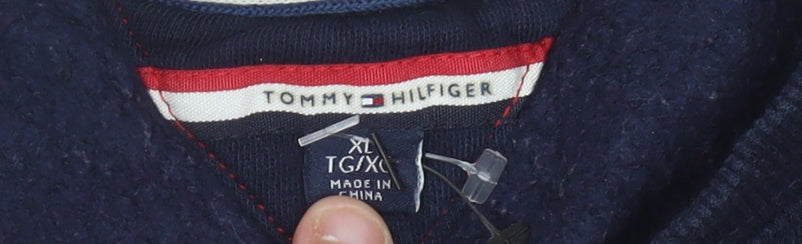 TOMMY HILFIGER
XL
TG/XG
MADE IN
CHINA